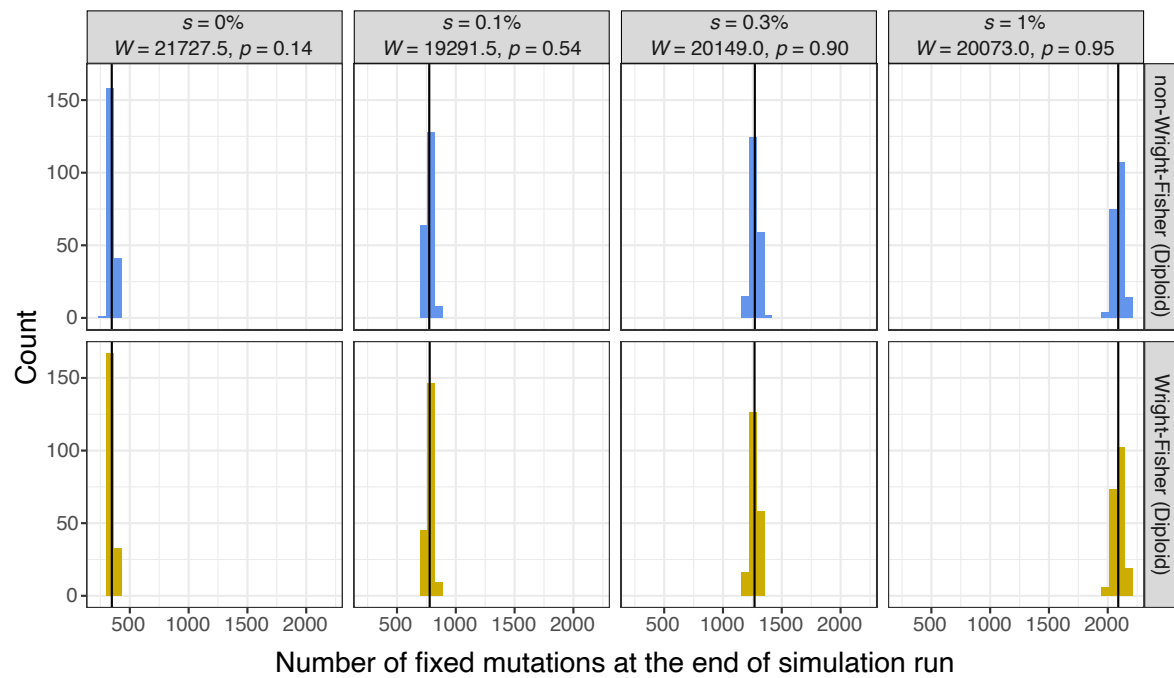 s = 0%
W = 21727.5, p = 0.14
s = 0.1%
W = 19291.5, p = 0.54
s = 0.3%
W = 20149.0, p = 0.90
s = 1%
W = 20073.0, p = 0.95
150
100
50
0
non-Wright-Fisher (Diploid)
Count
150
100
50
0
Wright-Fisher (Diploid)
500 1000 1500 2000
500 1000 1500 2000
500 1000 1500 2000
500 1000 1500 2000
Number of fixed mutations at the end of simulation run